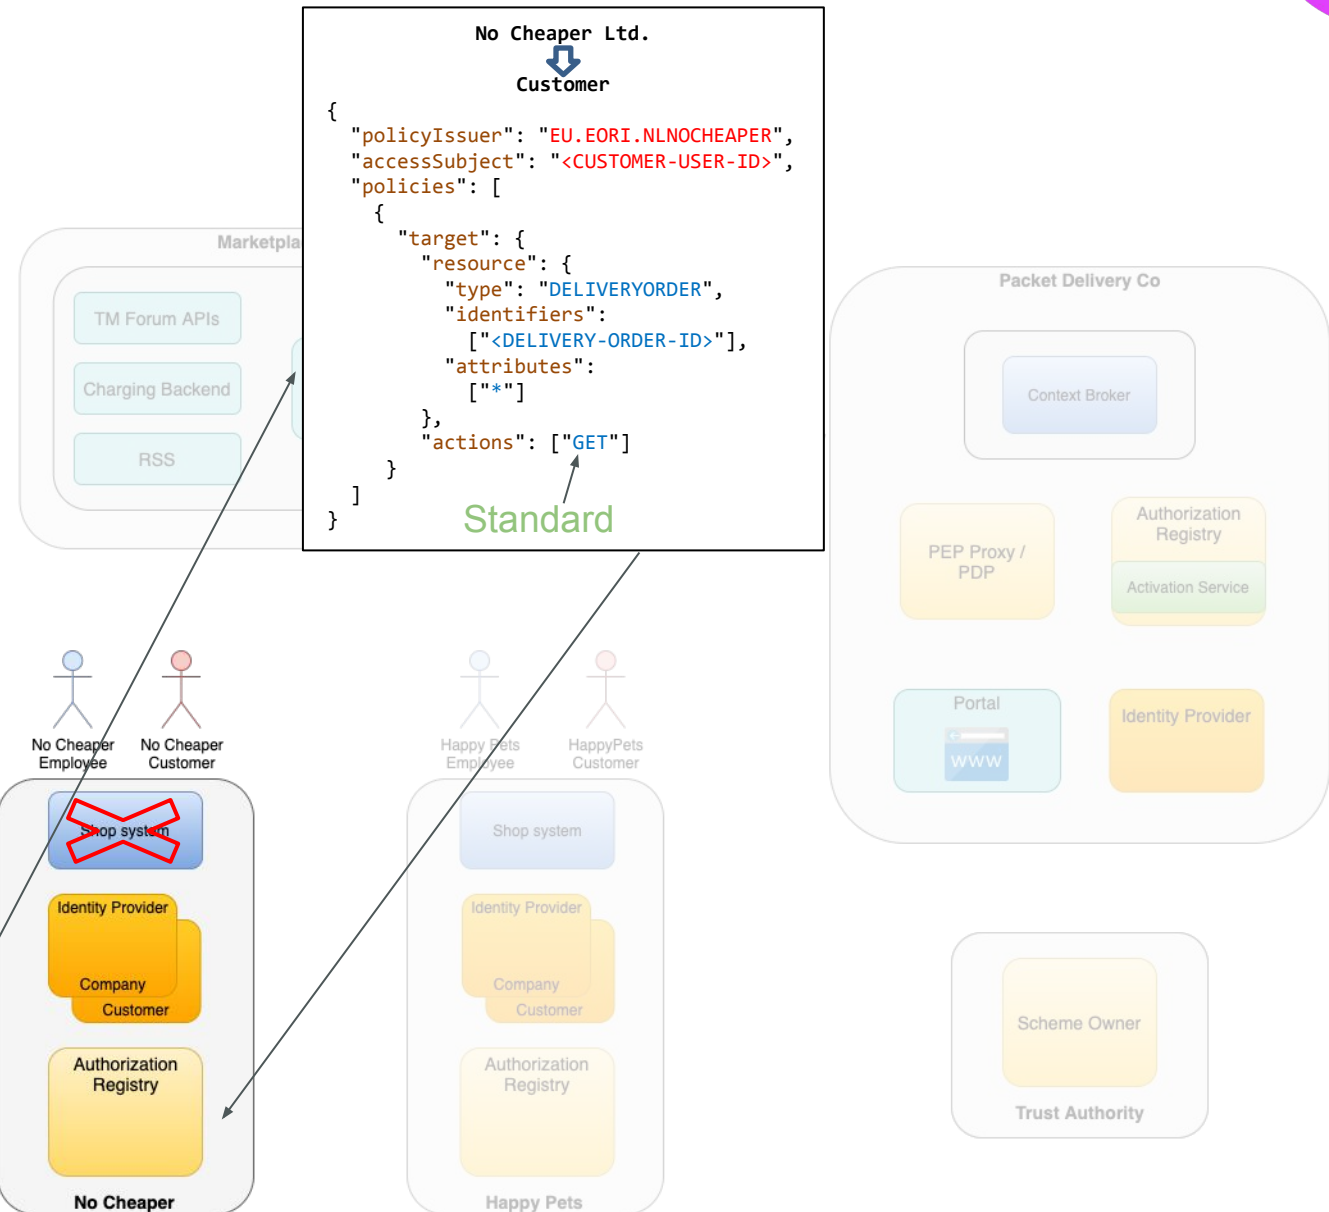 No Cheaper Ltd.
Customer
{
"policyIssuer": "EU.EORI.NLNOCHEAPER",
"accessSubject": "<CUSTOMER-USER-ID>",
"policies": [
{
"target": {
"resource": {
"type": "DELIVERYORDER",
"identifiers":
["<DELIVERY-ORDER-ID>"],
"attributes":
["*"]
},
"actions": ["GET"]
}
]
}
Standard
Marketpla
TM Forum APIs
Charging Backend
RSS
Packet Delivery Co
Context Broker
PEP Proxy /
PDP
Authorization
Registry
Activation Service
Portal
WWW
Identity Provider
No Cheaper
Employee
No Cheaper
Customer
Shop system
Identity Provider
Company
Customer
Authorization
Registry
No Cheaper
Happy Pets
Employee
HappyPets
Customer
Shop system
Identity Provider
Company
Customer
Authorization
Registry
Happy Pets
Scheme Owner
Trust Authority